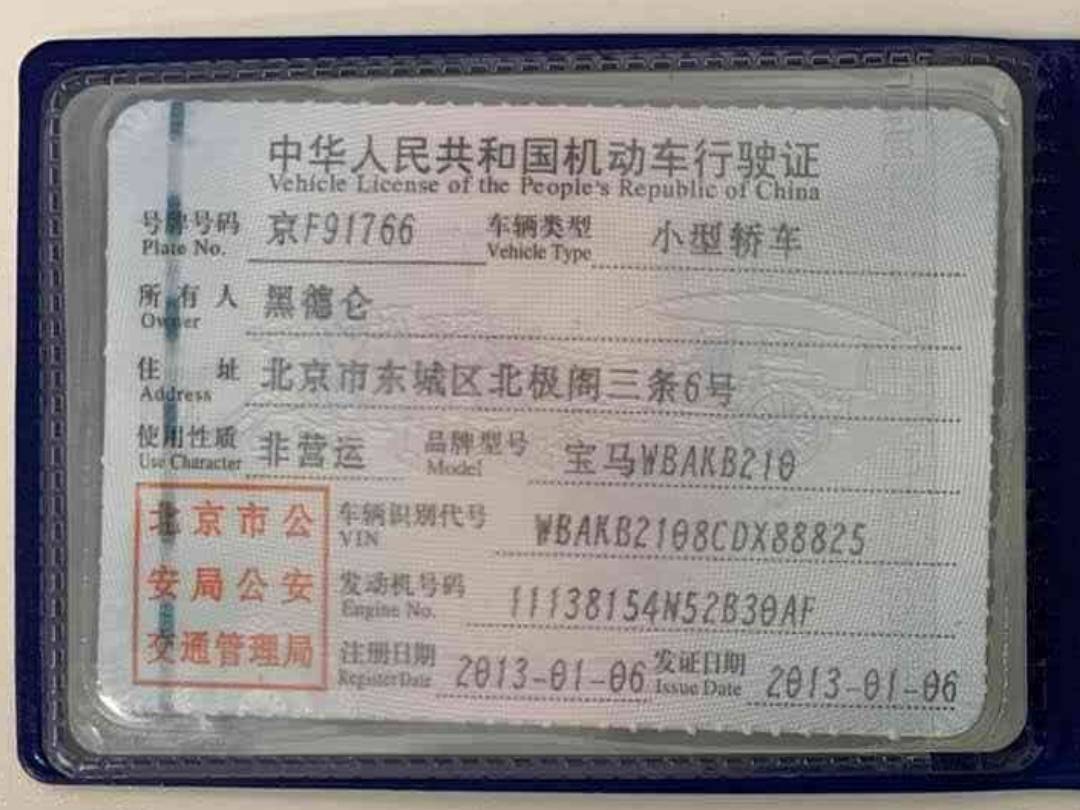 中华人民共和国机动车行驶证
Vehicle License of the People's Republic of China
号牌号码 京F91766 车辆类型 小型轿车
Plate No. Vehicle Type
所有人 黑德仑
Owner
住址 北京市东城区北极阁三条6号
Address
使用性质 非营运 品牌型号 宝马WBAKB210
Use Character Model
北京市公 车辆识别代号 WBAKB2108CDX88825
VIN
安局公安 发动机号码 11138154N52B30AF
Engine No.
交通管理局 注册日期 2013-01-06 发证日期 2013-01-06
Register Date Issue Date